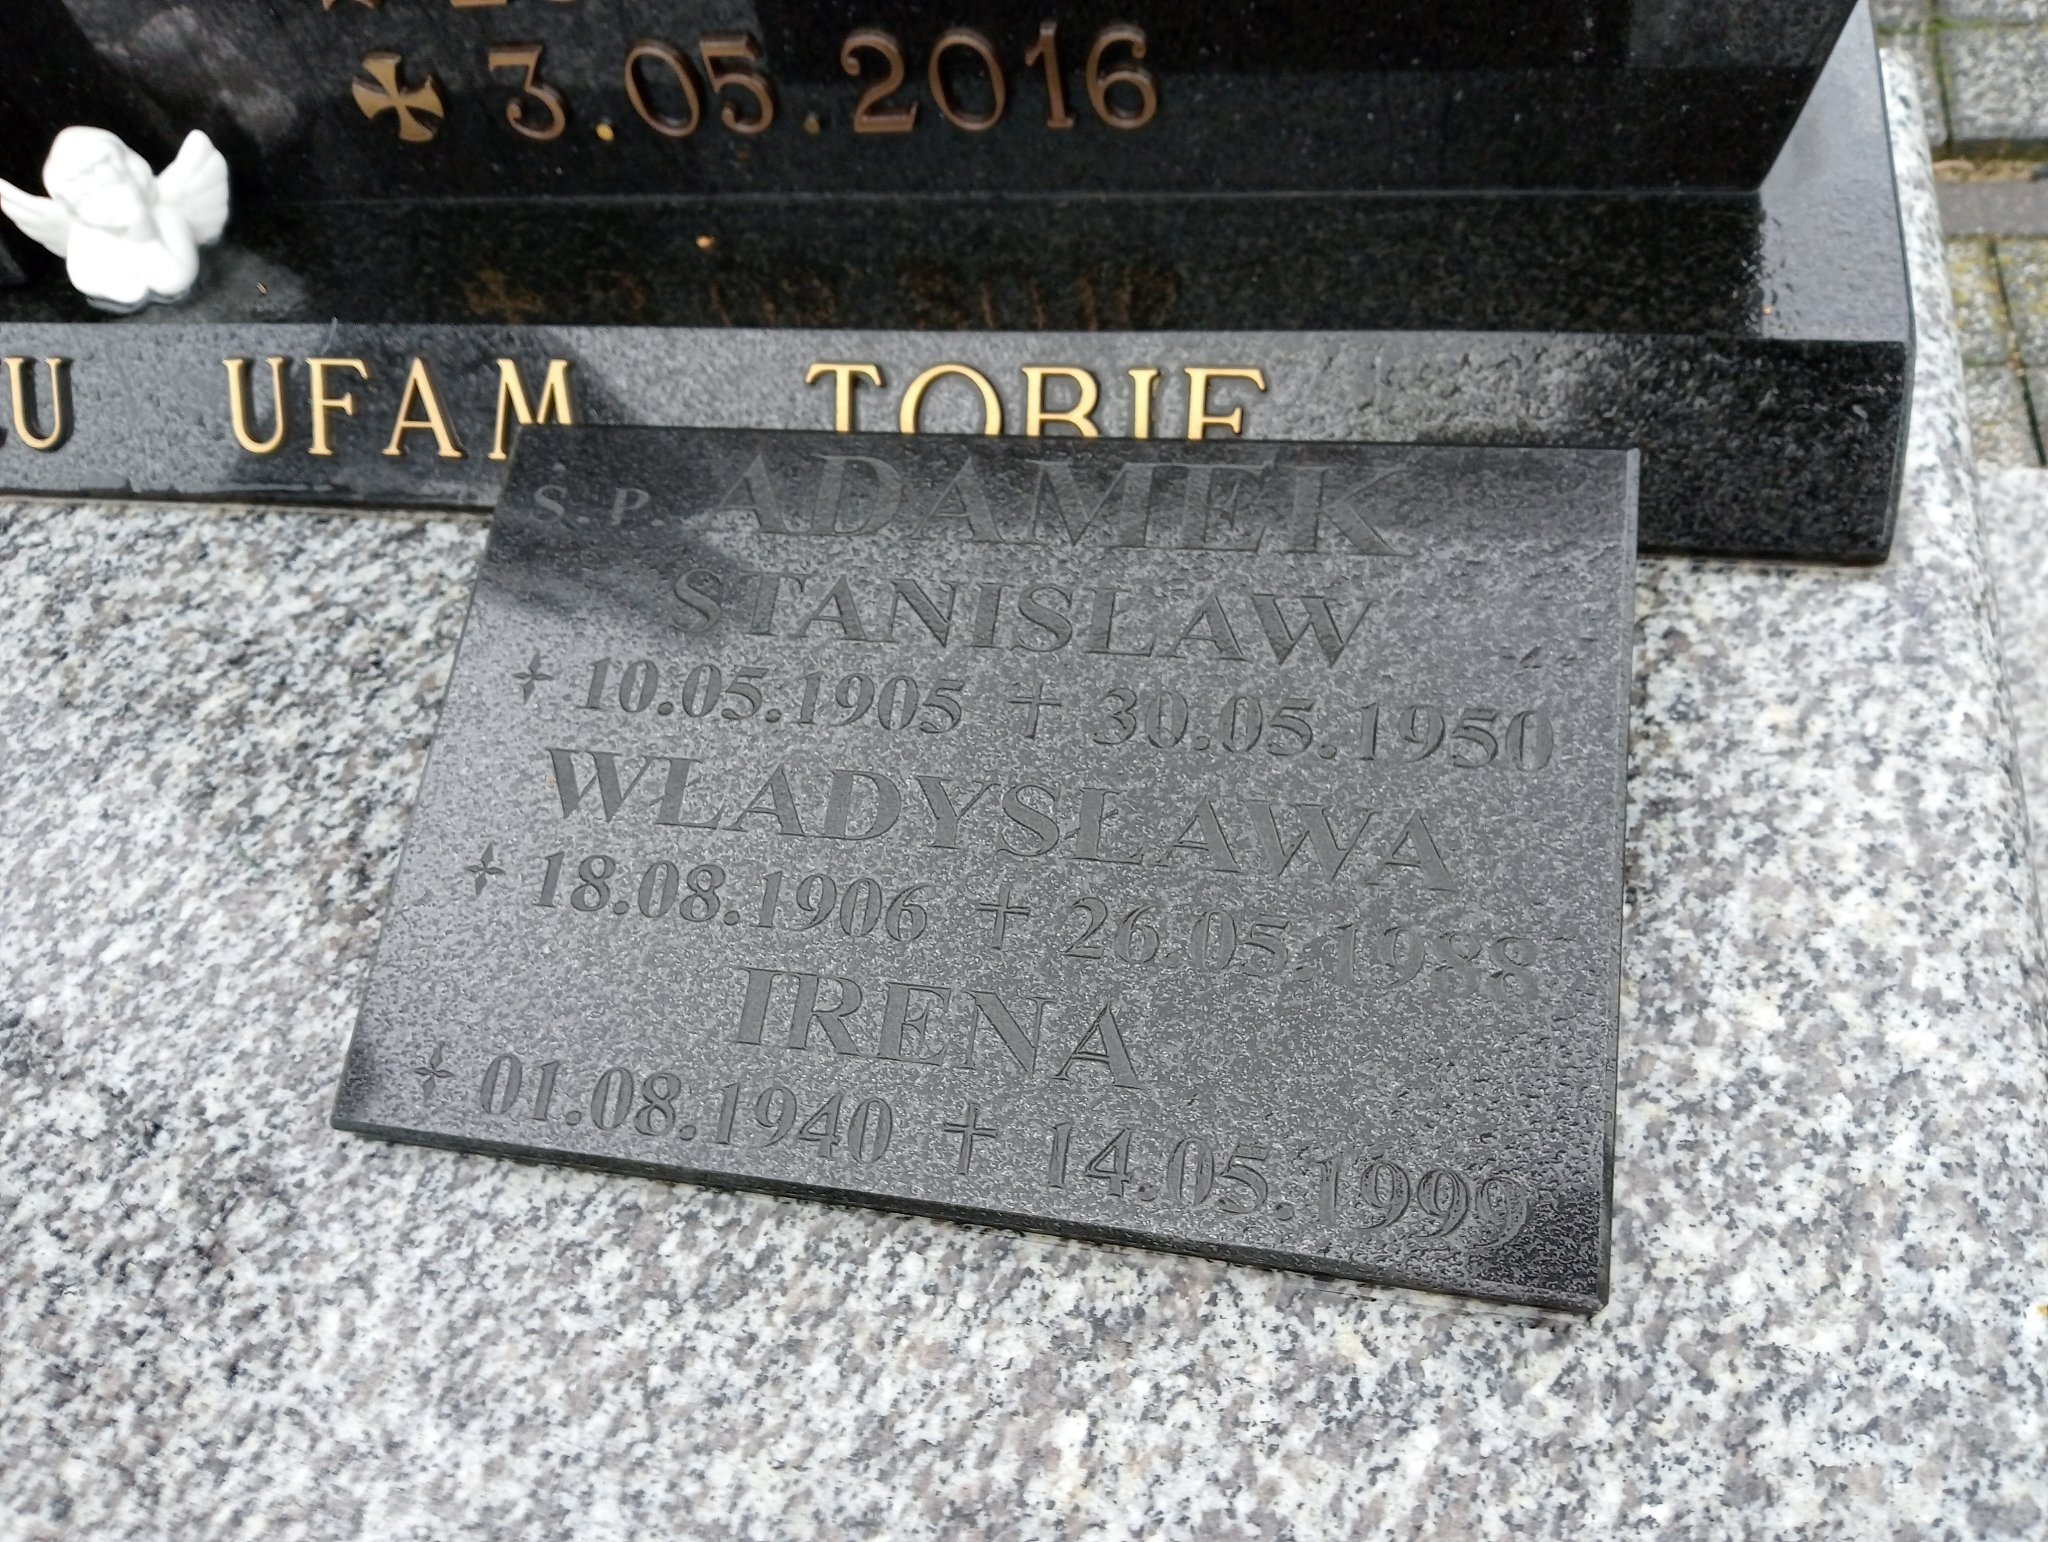 3.05.2016
UFAM TOBIE
Ś.P. ADAMEK
STANISŁAW
10.05.1905 † 30.05.1950
WŁADYSŁAWA
18.08.1906 † 26.05.1988
IRENA
01.08.1940 † 14.05.1999